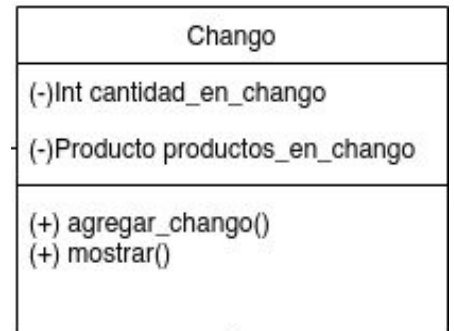 Chango
(-)Int cantidad_en_chango
(-)Producto productos_en_chango
(+) agregar_chango()
(+) mostrar()